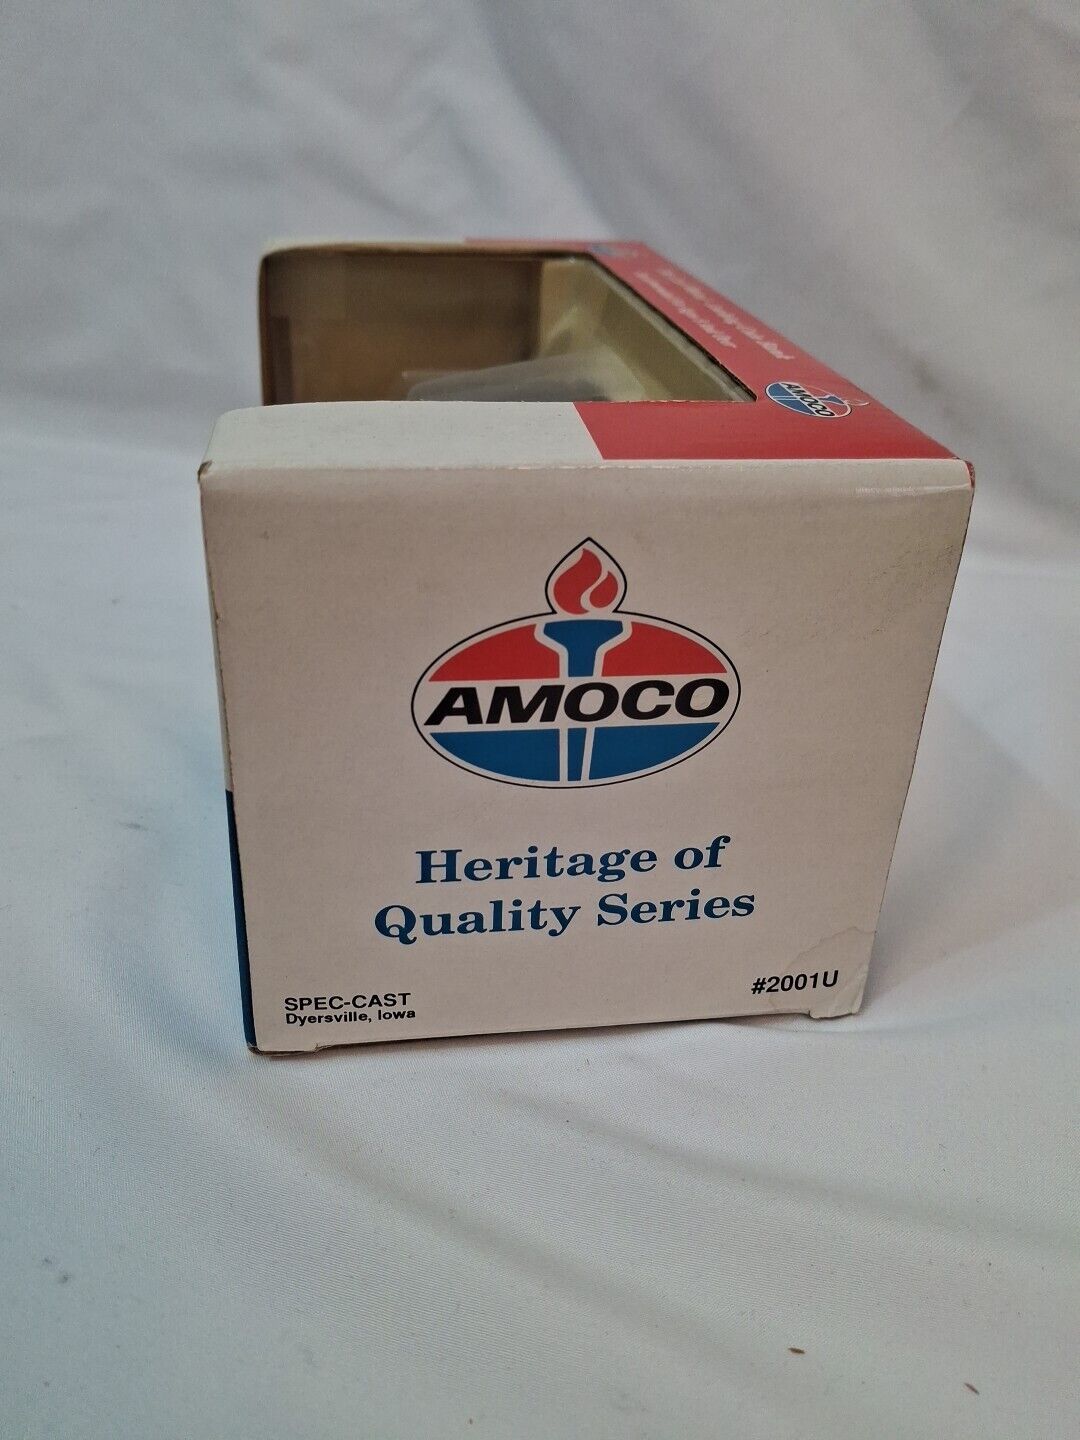 AMOCO
AMOCO
Heritage of
Quality Series
SPEC-CAST
Dyersville, Iowa
#2001U